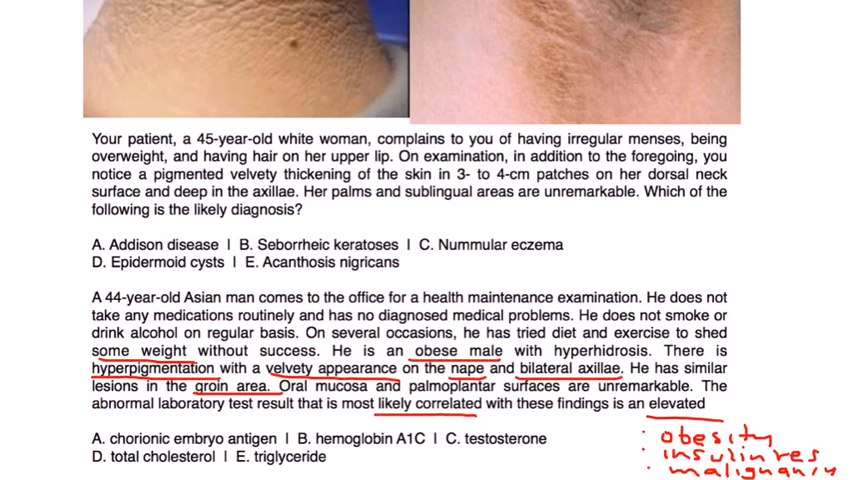 Your patient, a 45-year-old white woman, complains to you of having irregular menses, being
overweight, and having hair on her upper lip. On examination, in addition to the foregoing, you
notice a pigmented velvety thickening of the skin in 3- to 4-cm patches on her dorsal neck
surface and deep in the axillae. Her palms and sublingual areas are unremarkable. Which of the
following is the likely diagnosis?
A. Addison disease I B. Seborrheic keratoses I C. Nummular eczema
D. Epidermoid cysts I E. Acanthosis nigricans
A 44-year-old Asian man comes to the office for a health maintenance examination. He does not
take any medications routinely and has no diagnosed medical problems. He does not smoke or
drink alcohol on regular basis. On several occasions, he has tried diet and exercise to shed
some weight without success. He is an obese male with hyperhidrosis. There is
hyperpigmentation with a velvety appearance on the nape and bilateral axillae. He has similar
lesions in the groin area. Oral mucosa and palmoplantar surfaces are unremarkable. The
abnormal laboratory test result that is most likely correlated with these findings is an elevated
A. chorionic embryo antigen I B. hemoglobin A1C I C. testosterone
D. total cholesterol I E. triglyceride
· obesity
· insulin res
· malignancy